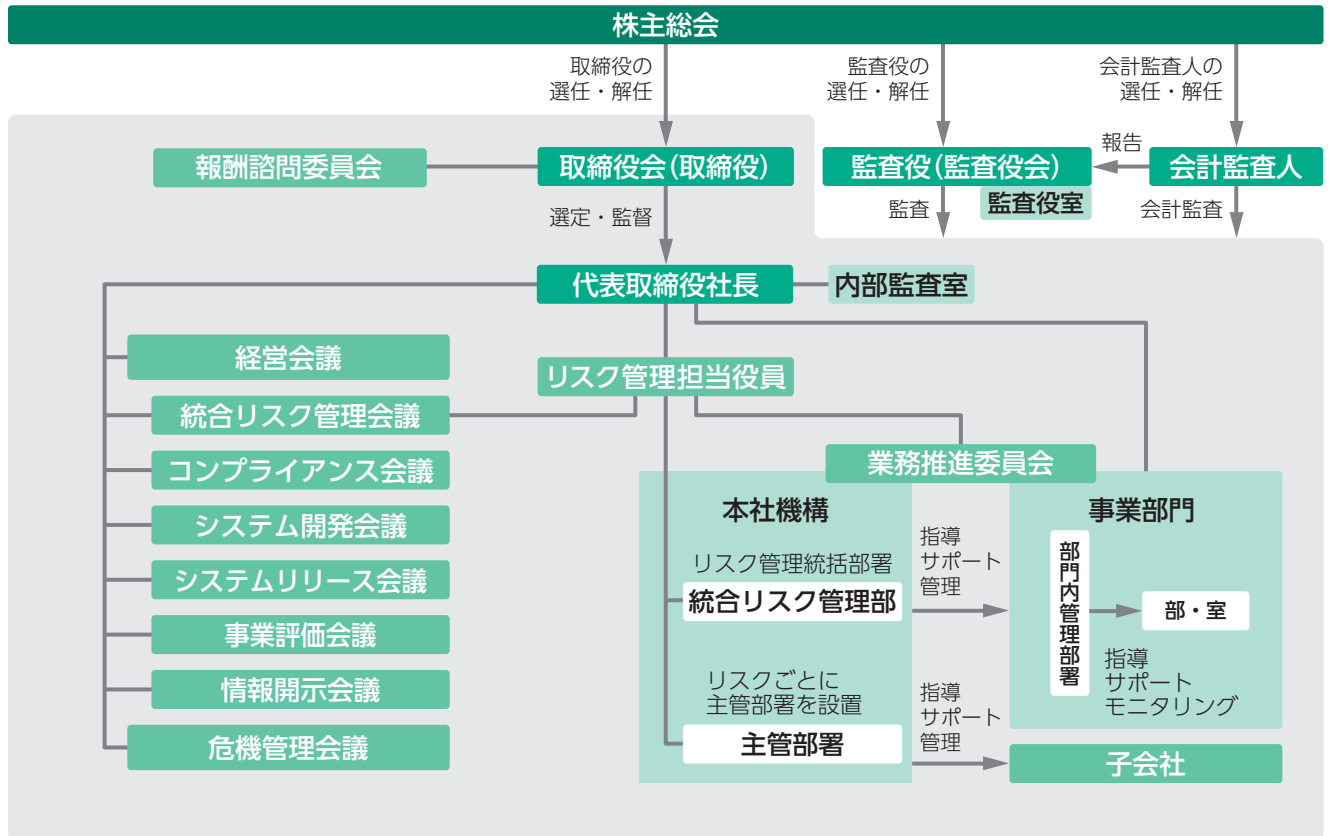 株主総会
取締役の
選任・解任
監査役の
選任・解任
会計監査人の
選任・解任
報酬諮問委員会
取締役会(取締役)
監査役(監査役会)
報告
会計監査人
監査役室
選定・監督
監査
会計監査
代表取締役社長
内部監査室
経営会議
リスク管理担当役員
統合リスク管理会議
コンプライアンス会議
システム開発会議
システムリリース会議
事業評価会議
情報開示会議
危機管理会議
業務推進委員会
本社機構
リスク管理統括部署
統合リスク管理部
リスクごとに
主管部署を設置
主管部署
指導
サポート
管理
指導
サポート
管理
事業部門
部門内管理部署
部・室
指導
サポート
モニタリング
子会社